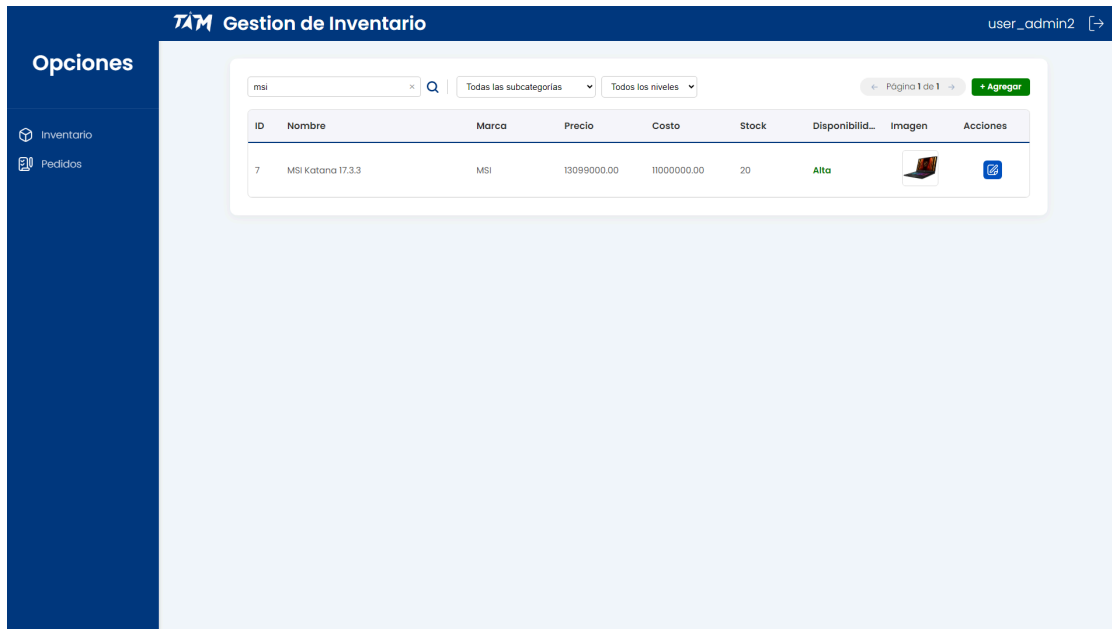 TAM Gestion de Inventario
user_admin2
Opciones
Inventario
Pedidos
msi × Todas las subcategorías Todos los niveles ← Página 1 de 1 → + Agregar
ID Nombre Marca Precio Costo Stock Disponibilid... Imagen Acciones
7 MSI Katana 17.3.3 MSI 13099000.00 11000000.00 20 Alta